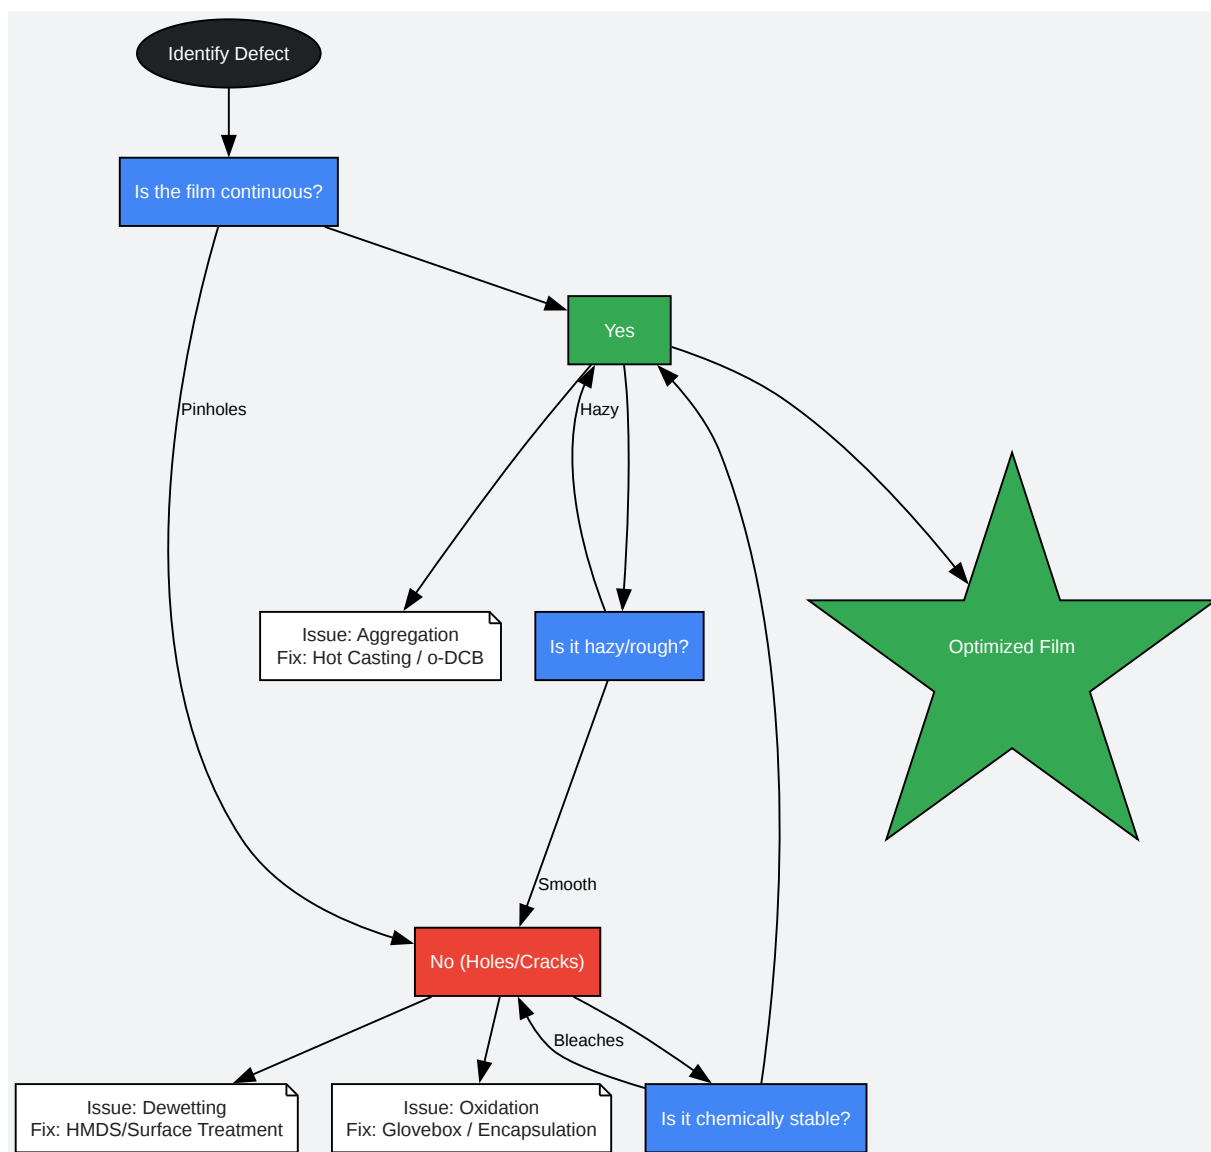 Identify Defect
Is the film continuous?
Yes
Pinholes
Hazy
Issue: Aggregation
Fix: Hot Casting / o-DCB
Is it hazy/rough?
Optimized Film
Smooth
No (Holes/Cracks)
Bleaches
Issue: Dewetting
Fix: HMDS/Surface Treatment
Issue: Oxidation
Fix: Glovebox / Encapsulation
Is it chemically stable?